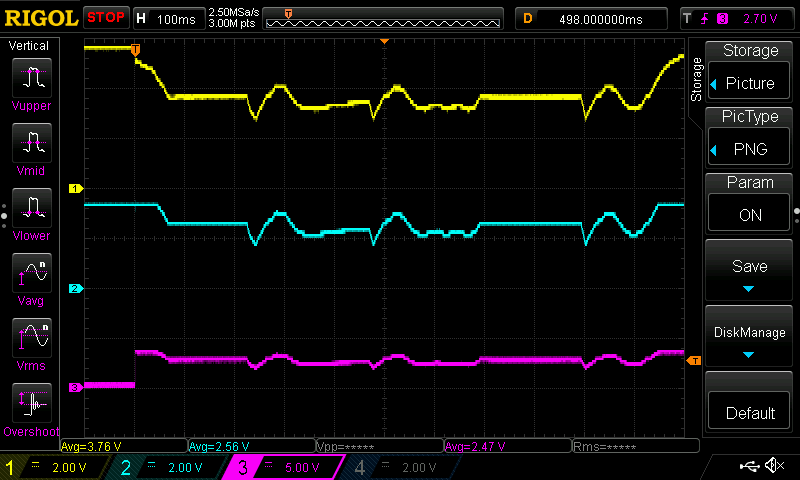 RIGOL STOP H 100ms 2.50MSa/s 3.00M pts D 498.000000ms T 3 2.70 V
T
Vertical
Vupper
Vmid
Vlower
n
Vavg
n
Vrms
Overshoot
1
2
3
T
Storage
Storage
Picture
PicType
PNG
Param
ON
Save
DiskManage
Default
Avg=3.76 V Avg=2.56 V Vpp=***** Avg=2.47 V Rms=*****
1 2.00 V 2 2.00 V 3 5.00 V 4 2.00 V